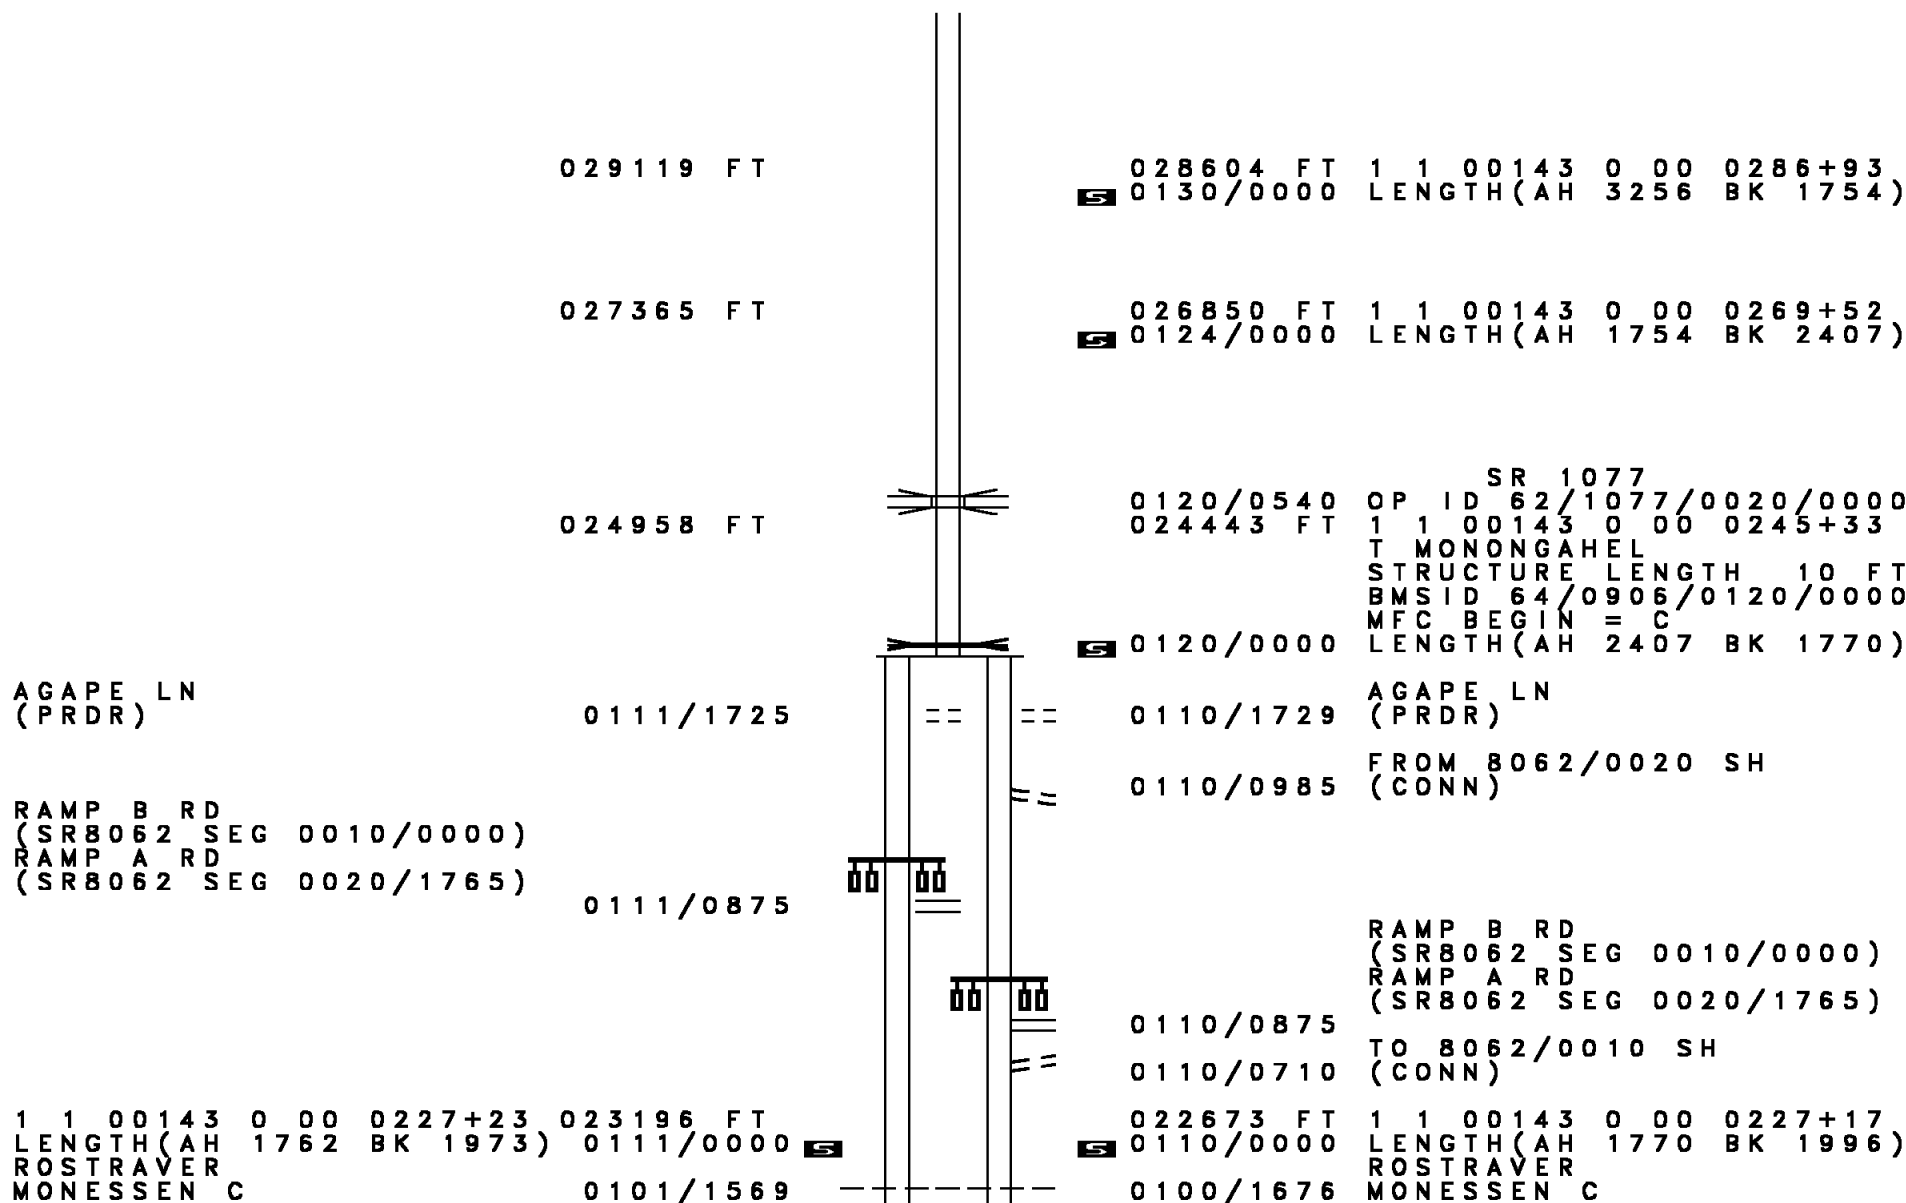 029119 FT 028604 FT 1 1 00143 0 00 0286+93
S 0130/0000 LENGTH(AH 3256 BK 1754)
027365 FT 026850 FT 1 1 00143 0 00 0269+52
S 0124/0000 LENGTH(AH 1754 BK 2407)
SR 1077
0120/0540 OP ID 62/1077/0020/0000
024958 FT 024443 FT 1 1 00143 0 00 0245+33
T MONONGAHEL
STRUCTURE LENGTH 10 FT
BMSID 64/0906/0120/0000
MFC BEGIN = C
S 0120/0000 LENGTH(AH 2407 BK 1770)
AGAPE LN AGAPE LN
(PRDR) 0111/1725 0110/1729 (PRDR)
FROM 8062/0020 SH
0110/0985 (CONN)
RAMP B RD
(SR8062 SEG 0010/0000)
RAMP A RD
(SR8062 SEG 0020/1765)
0111/0875
RAMP B RD
(SR8062 SEG 0010/0000)
RAMP A RD
(SR8062 SEG 0020/1765)
0110/0875
TO 8062/0010 SH
0110/0710 (CONN)
1 1 00143 0 00 0227+23 023196 FT 022673 FT 1 1 00143 0 00 0227+17
LENGTH(AH 1762 BK 1973) 0111/0000 S S 0110/0000 LENGTH(AH 1770 BK 1996)
ROSTRAVER ROSTRAVER
MONESSEN C 0101/1569 0100/1676 MONESSEN C